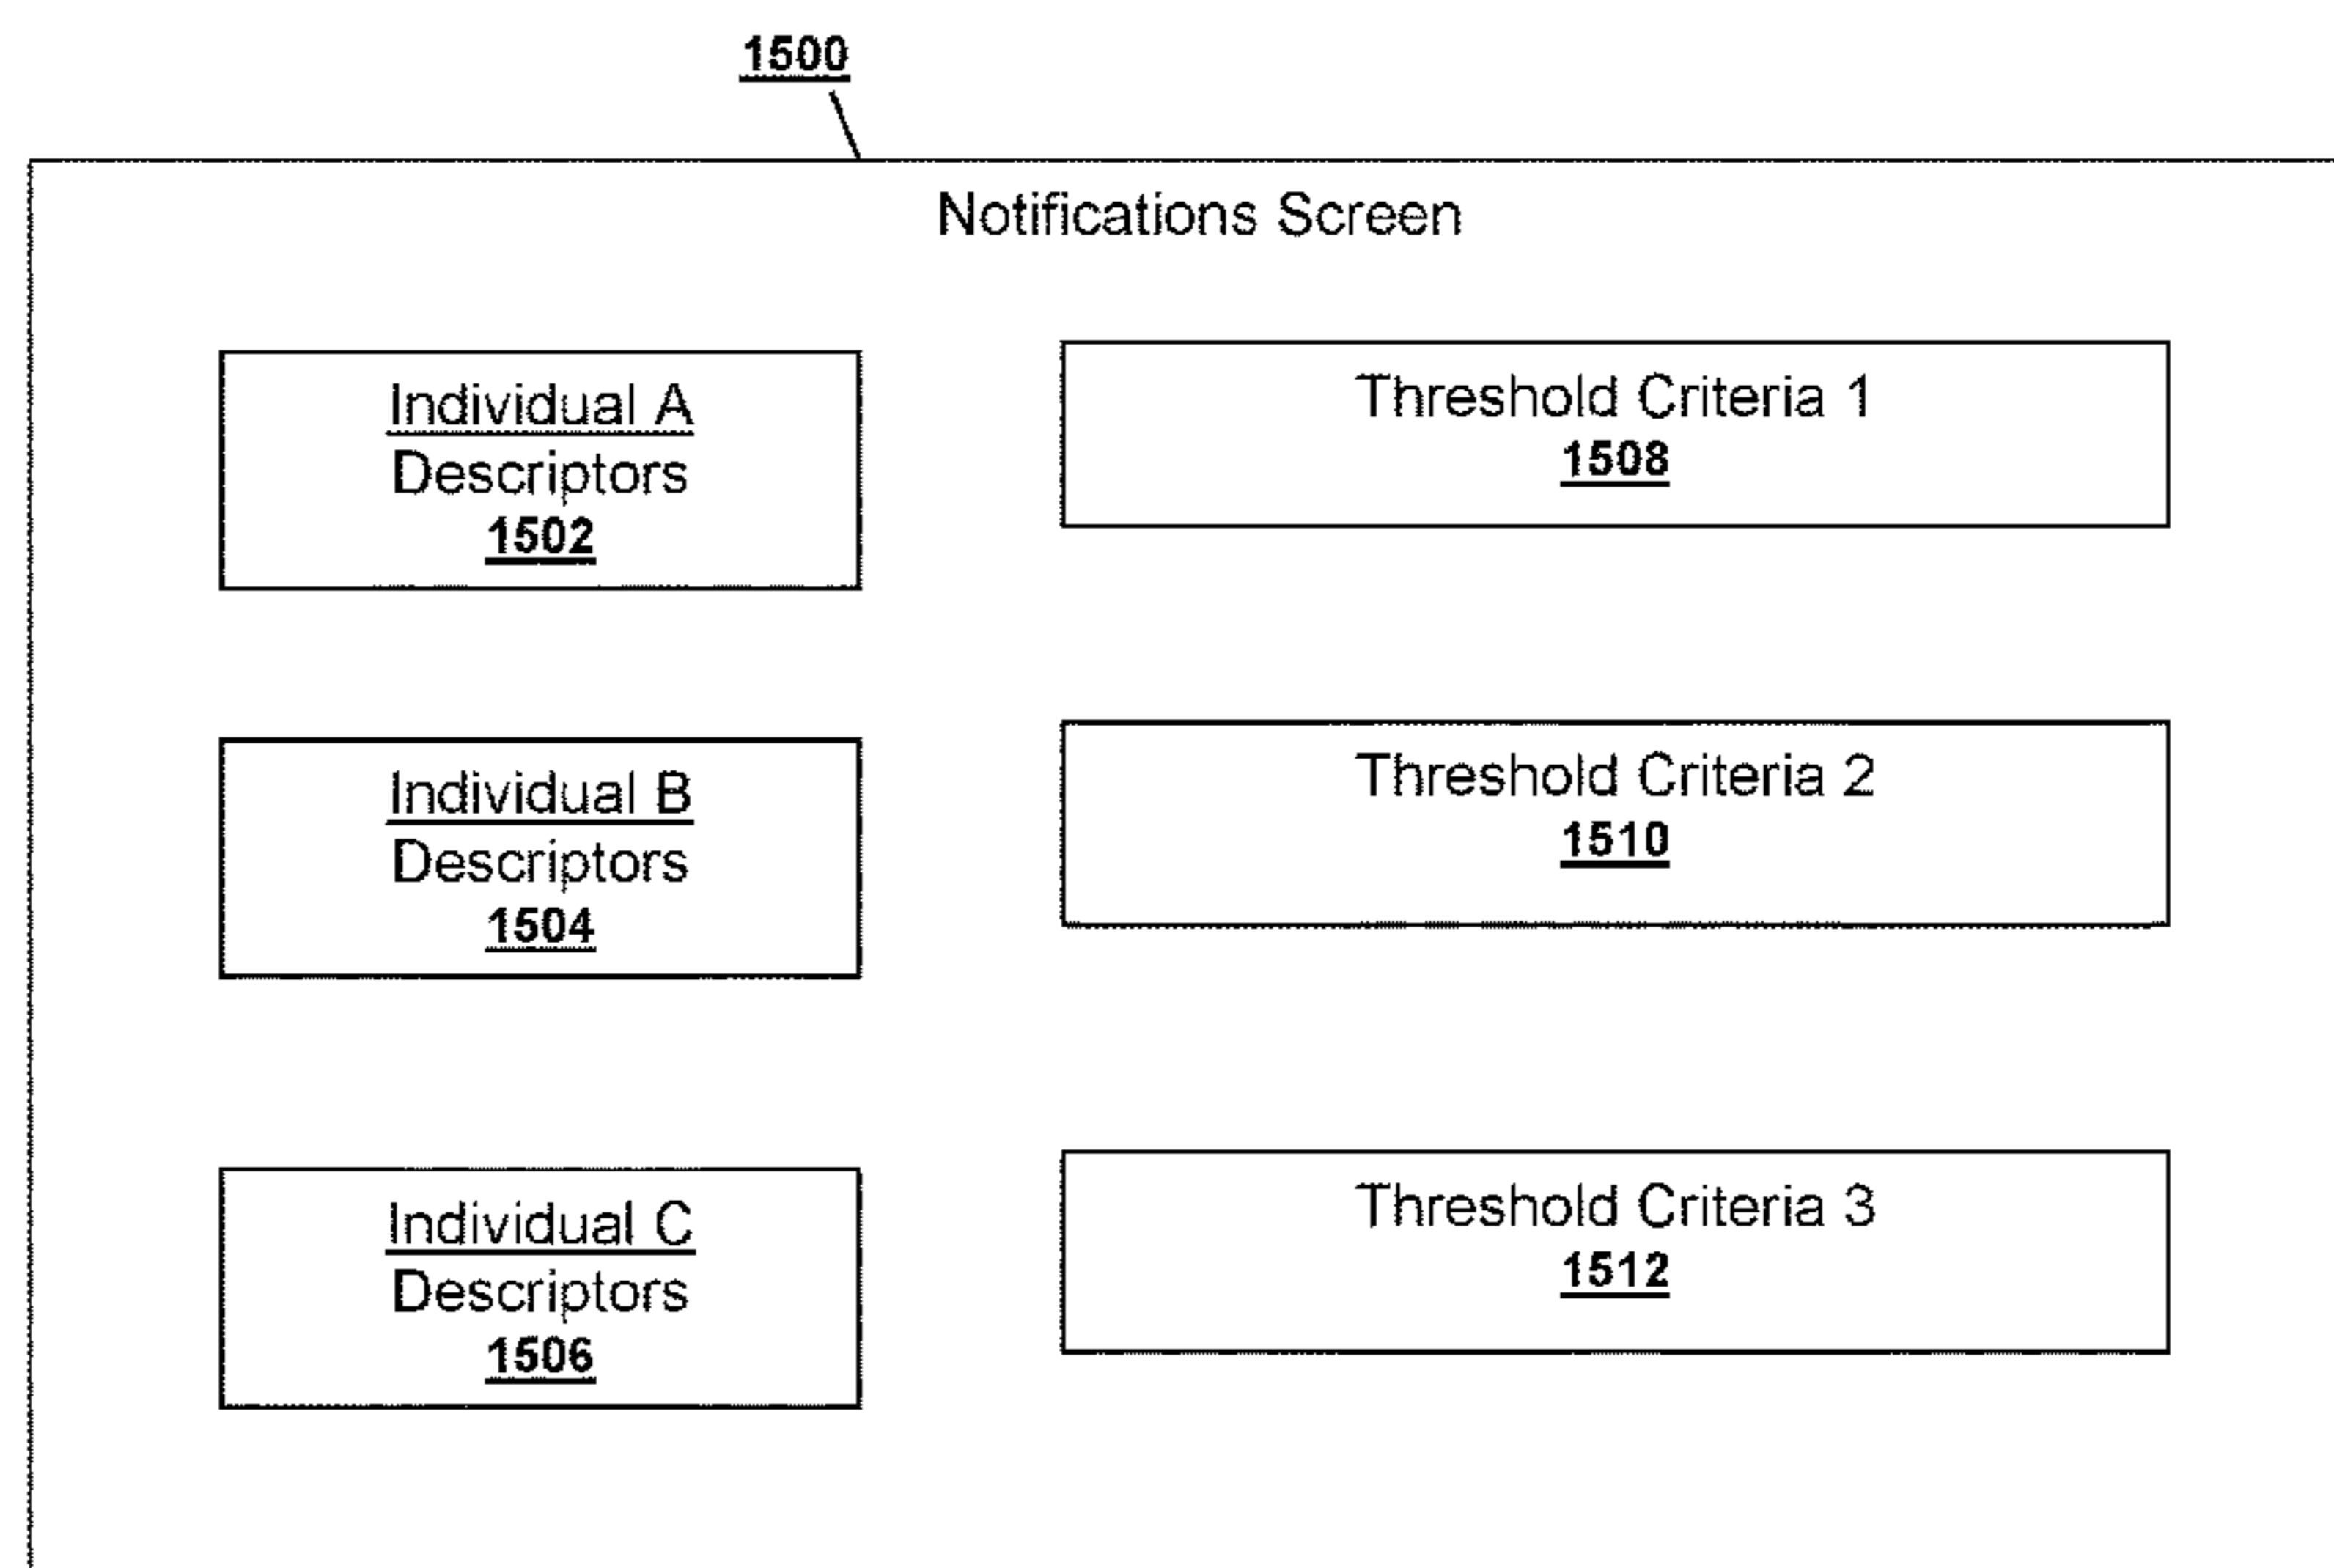 1500
Notifications Screen
Individual A
Descriptors
1502
Threshold Criteria 1
1508
Individual B
Descriptors
1504
Threshold Criteria 2
1510
Individual C
Descriptors
1506
Threshold Criteria 3
1512